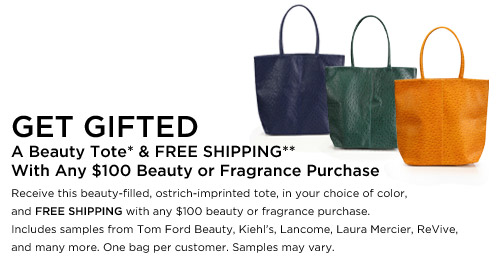 GET GIFTED
A Beauty Tote* & FREE SHIPPING**
With Any $100 Beauty or Fragrance Purchase
Receive this beauty-filled, ostrich-imprinted tote, in your choice of color,
and FREE SHIPPING with any $100 beauty or fragrance purchase.
Includes samples from Tom Ford Beauty, Kiehl's, Lancome, Laura Mercier, ReVive,
and many more. One bag per customer. Samples may vary.